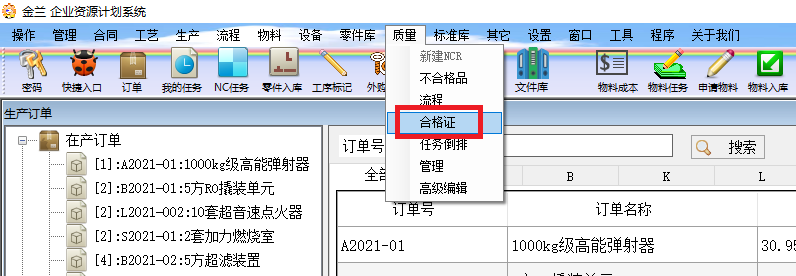 金兰 企业资源计划系统
操作 管理 合同 工艺 生产 流程 物料 设备 零件库 质量 标准库 其它 设置 窗口 工具 程序 关于我们
密码 快捷入口 订单 我的任务 NC任务 零件入库 工序标记 外购 文件库 物料成本 物料任务 申请物料 物料入库
新建NCR
不合格品
流程
合格证
任务倒排
管理
高级编辑
生产订单
在产订单
[1]:A2021-01:1000kg级高能弹射器
[2]:B2021-01:5方RO撬装单元
[2]:L2021-002:10套超音速点火器
[2]:S2021-01:2套加力燃烧室
[4]:B2021-02:5方超滤装置
订单号 搜索
全部 B K L
订单号 订单名称
A2021-01 1000kg级高能弹射器 30.95